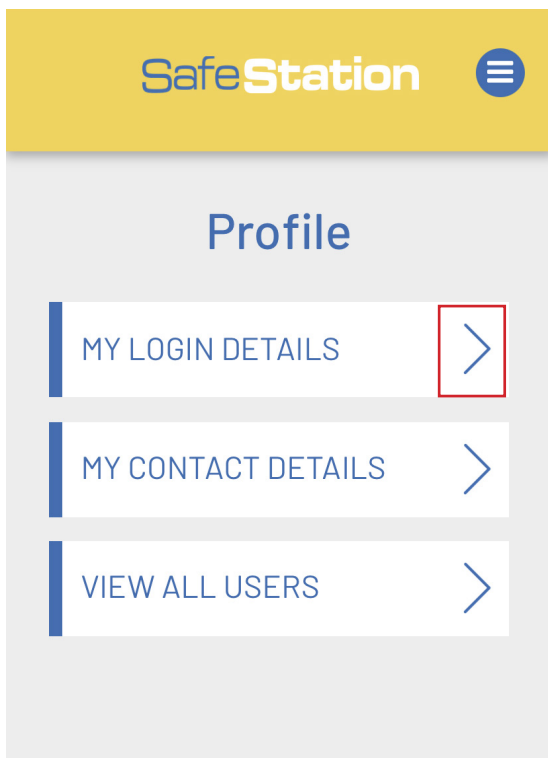 SafeStation
Profile
MY LOGIN DETAILS
MY CONTACT DETAILS
VIEW ALL USERS